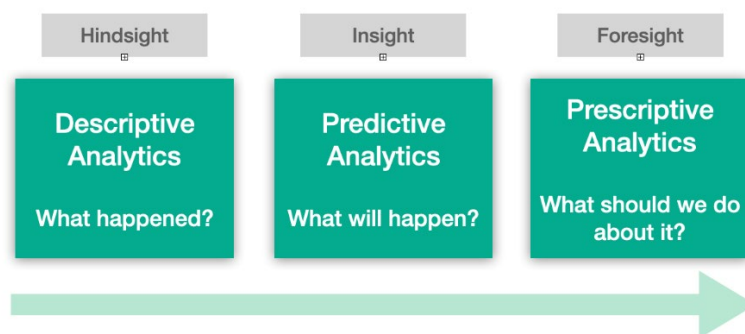 Hindsight
Insight
Foresight
Descriptive
Analytics
What happened?
Predictive
Analytics
What will happen?
Prescriptive
Analytics
What should we do
about it?